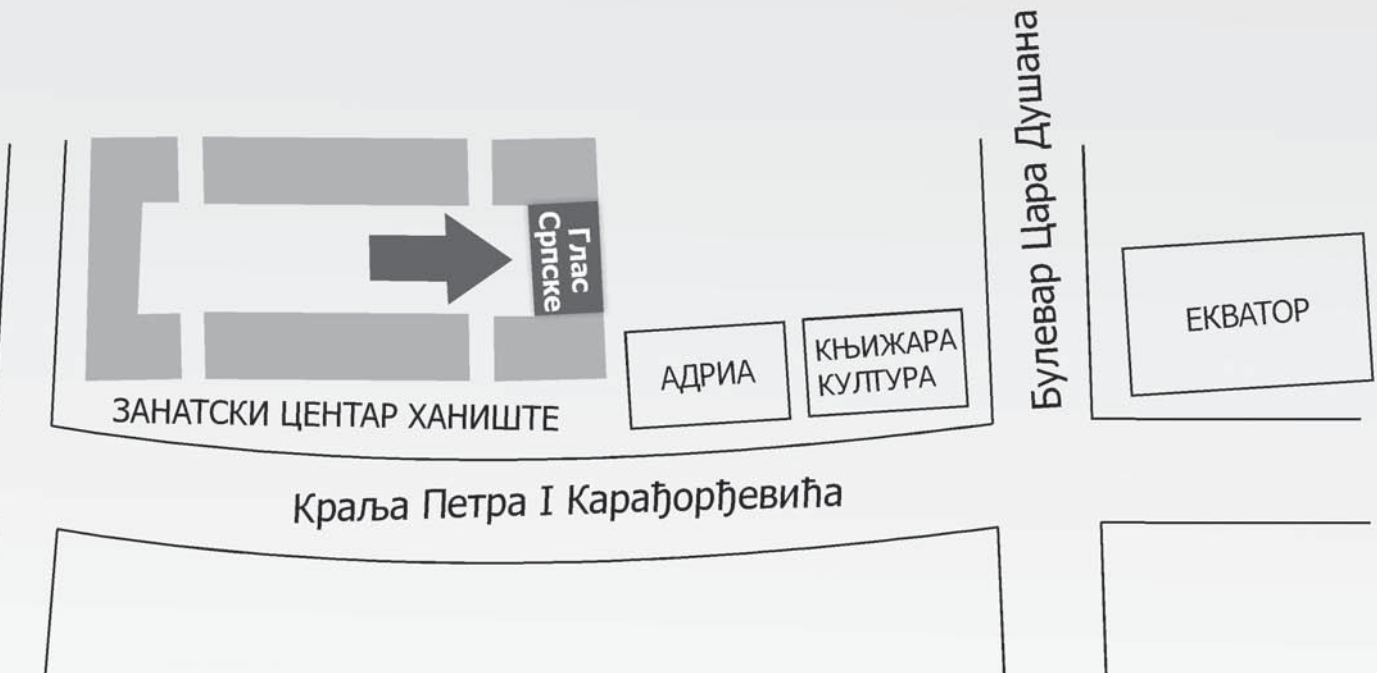 Булевар Цара Душана
Глас
Српске
ЕКВАТОР
КЊИЖАРА
КУЛТУРА
АДРИА
ЗАНАТСКИ ЦЕНТАР ХАНИШТЕ
Краља Петра I Карађорђевића